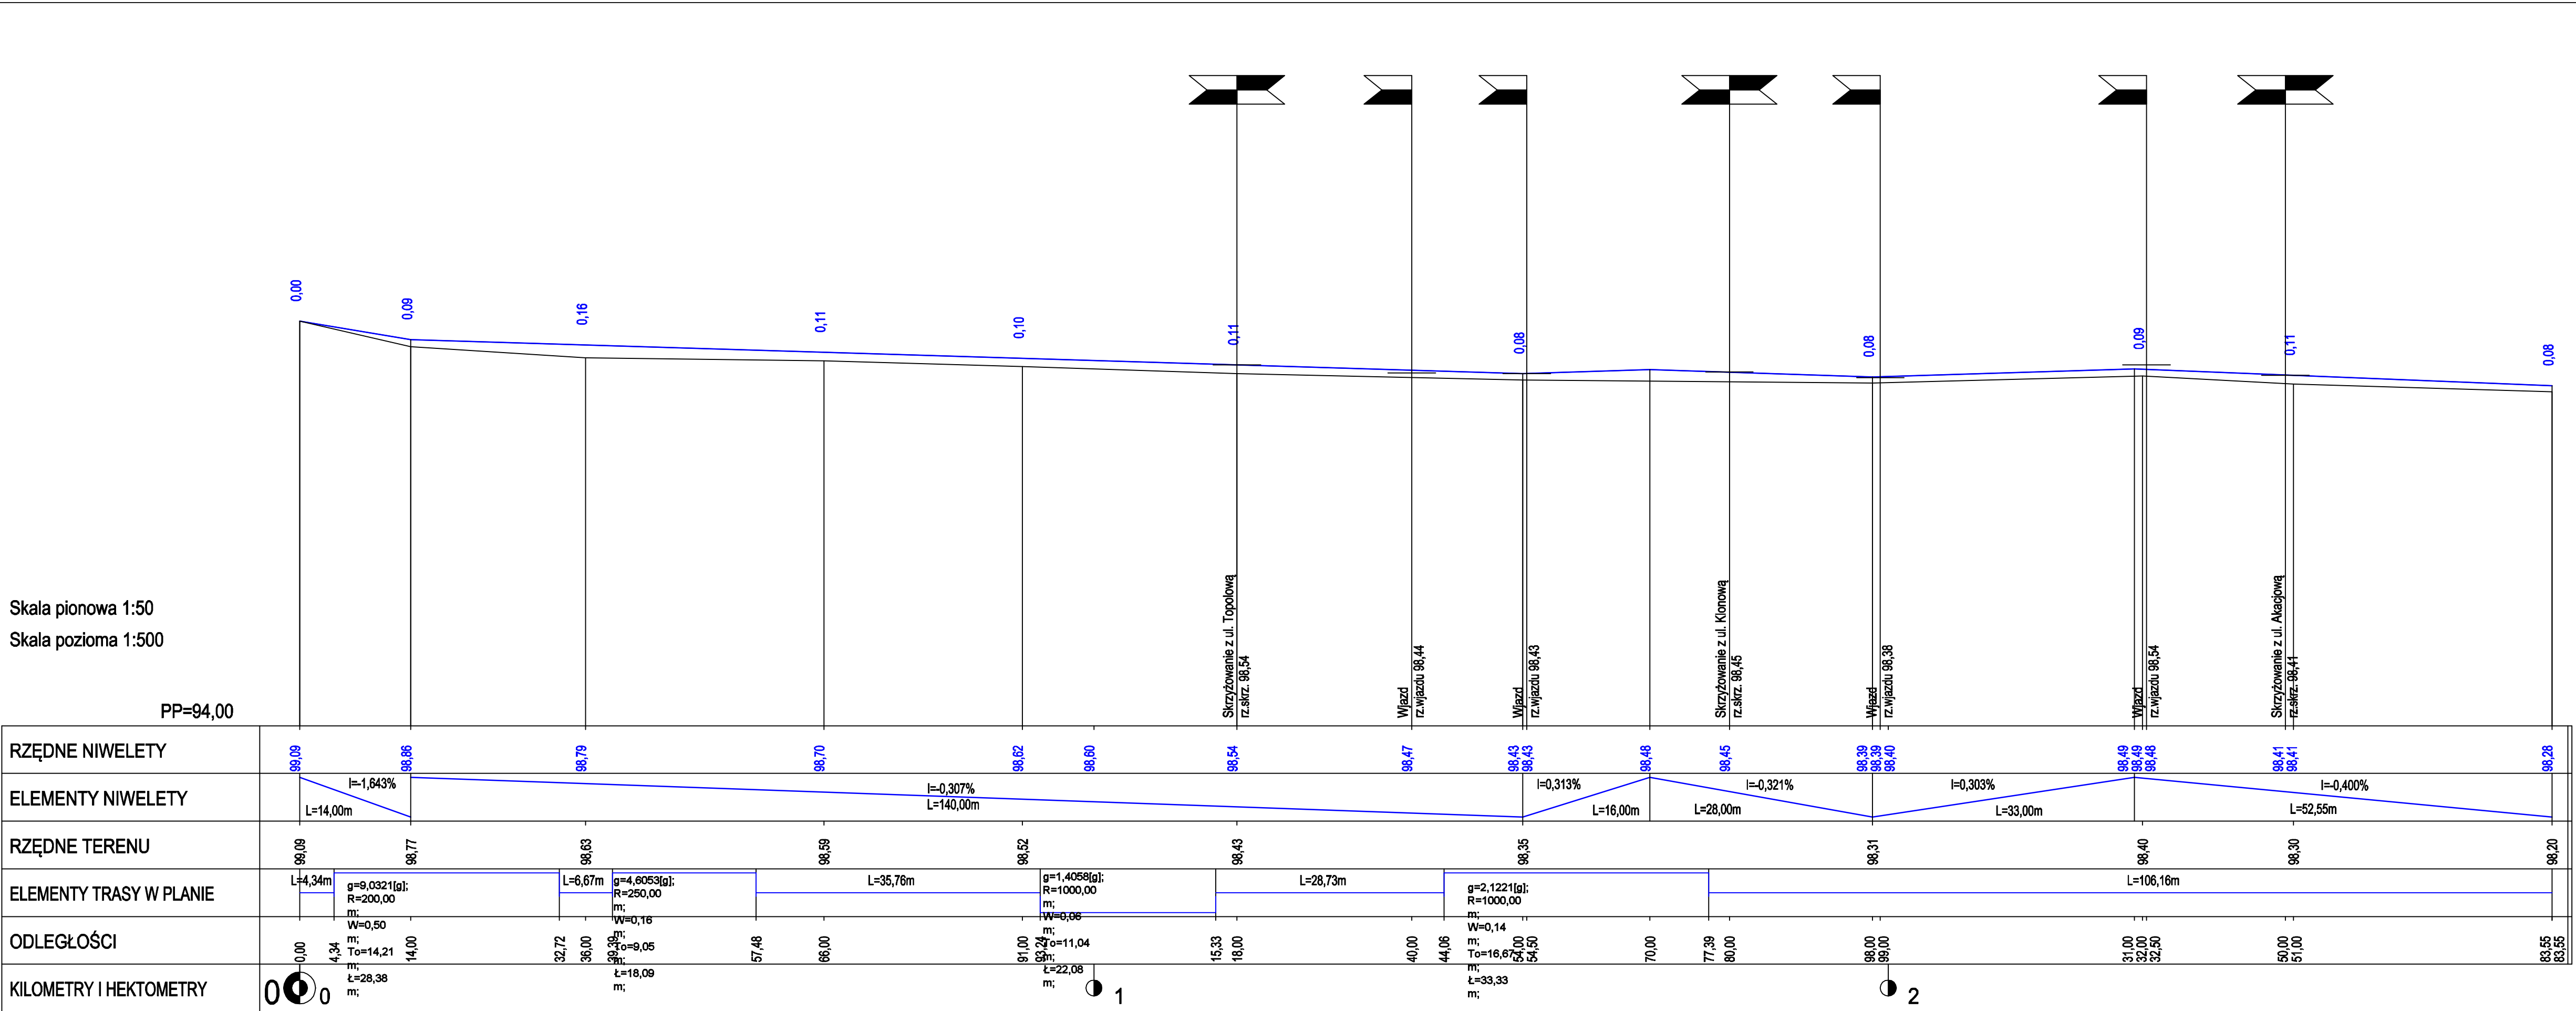 0,00
0,09
0,16
0,11
0,10
0,11
0,08
0,08
0,09
0,11
0,08
Skala pionowa 1:50
Skala pozioma 1:500
PP=94,00
Skrzyżowanie z ul. Topolową
rz.skrz. 98,54
Wjazd
rz.wjazdu 98,44
Wjazd
rz.wjazdu 98,43
Skrzyżowanie z ul. Klonową
rz.skrz. 98,45
Wjazd
rz.wjazdu 98,38
Wjazd
rz.wjazdu 98,54
Skrzyżowanie z ul. Akacjową
rz.skrz. 98,41
RZĘDNE NIWELETY
99,09
98,86
98,79
98,70
98,62
98,60
98,54
98,47
98,43
98,43
98,48
98,45
98,39
98,39
98,40
98,49
98,49
98,48
98,41
98,41
98,28
ELEMENTY NIWELETY
I=-1,643%
L=14,00m
I=-0,307%
L=140,00m
I=0,313%
L=16,00m
I=-0,321%
L=28,00m
I=0,303%
L=33,00m
I=-0,400%
L=52,55m
RZĘDNE TERENU
99,09
98,77
98,63
98,59
98,52
98,43
98,35
98,31
98,40
98,30
98,20
ELEMENTY TRASY W PLANIE
L=4,34m
g=9,0321[g];
R=200,00
m;
W=0,50
m;
To=14,21
m;
Ł=28,38
m;
L=6,67m
g=4,6053[g];
R=250,00
m;
W=0,16
m;
To=9,05
m;
Ł=18,09
m;
L=35,76m
g=1,4058[g];
R=1000,00
m;
W=0,06
m;
To=11,04
m;
Ł=22,08
m;
L=28,73m
g=2,1221[g];
R=1000,00
m;
W=0,14
m;
To=16,67
m;
Ł=33,33
m;
L=106,16m
ODLEGŁOŚCI
0,00
4,34
14,00
32,72
36,00
39,39
57,48
66,00
91,00
93,24
15,33
18,00
40,00
44,06
54,00
54,50
70,00
77,39
80,00
98,00
99,00
31,00
32,00
32,50
50,00
51,00
83,55
83,55
KILOMETRY I HEKTOMETRY
0
0
1
2